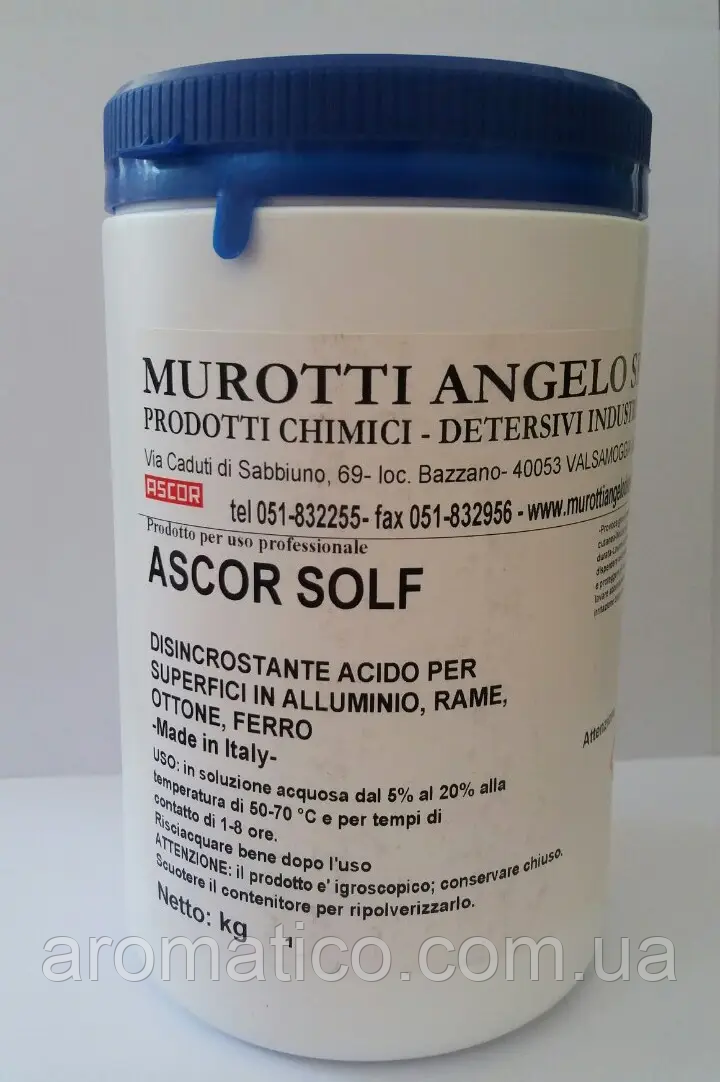 MUROTTI ANGELO
PRODOTTI CHIMICI - DETERSIVI
Via Caduti di Sabbiuno, 69- loc. Bazzano- 40053
ASCOR
tel 051-832255- fax 051-832956 -
Prodotto per uso professionale
ASCOR SOLF
DISINCROSTANTE ACIDO PER
SUPERFICI IN ALLUMINIO, RAME,
OTTONE, FERRO
-Made in Italy-
USO: in soluzione acquosa dal 5% al 20% alla
temperatura di 50-70 °C e per tempi di
contatto di 1-8 ore.
Risciacquare bene dopo l'uso
ATTENZIONE: il prodotto e' igroscopico; conservare chiuso.
Scuotere il contenitore per ripolverizzarlo.
Netto: kg 1
aromatico.com.ua